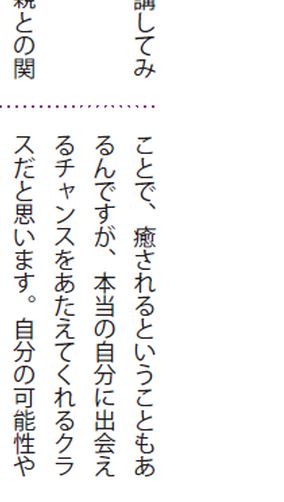 講してみ
親との関
ことで、癒されるということもあ
るんですが、本当の自分に出会え
るチャンスをあたえてくれるクラ
スだと思います。自分の可能性や